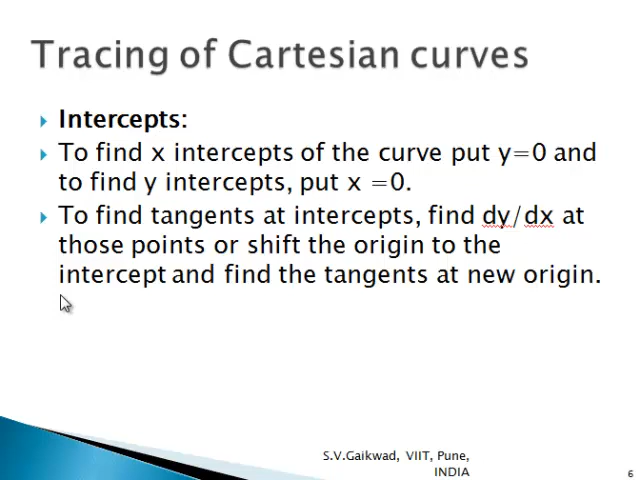 Tracing of Cartesian curves
Intercepts:
To find x intercepts of the curve put y=0 and
to find y intercepts, put x =0.
To find tangents at intercepts, find dy/dx at
those points or shift the origin to the
intercept and find the tangents at new origin.
S.V.Gaikwad, VIIT, Pune,
INDIA
6